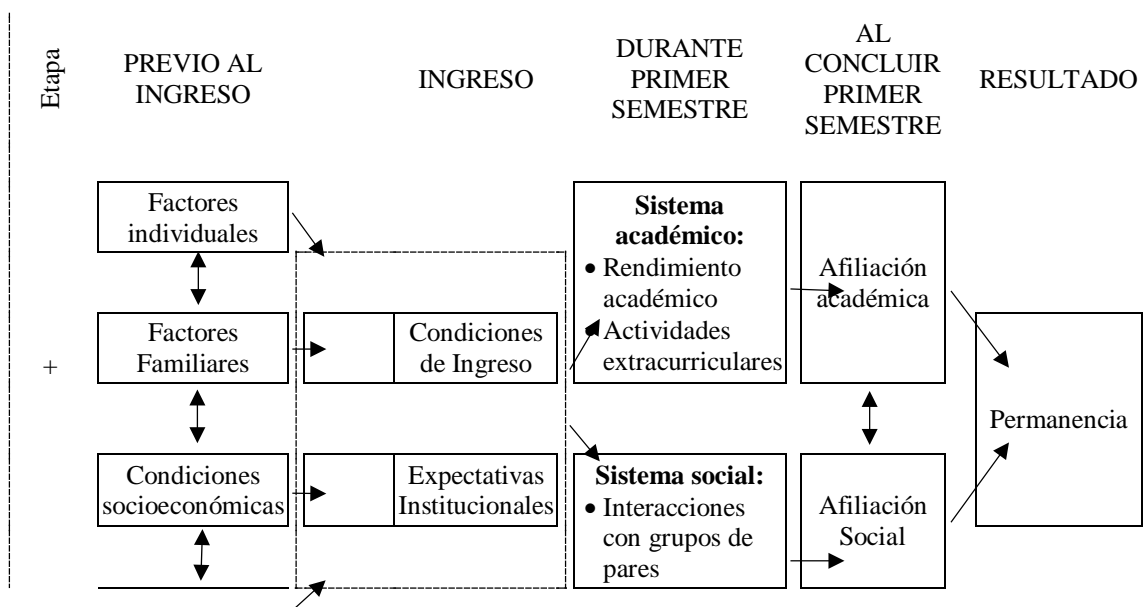 Etapa
PREVIO AL
INGRESO
INGRESO
DURANTE
PRIMER
SEMESTRE
AL
CONCLUIR
PRIMER
SEMESTRE
RESULTADO
+
Factores
individuales
Factores
Familiares
Condiciones
socioeconómicas
Condiciones
de Ingreso
Expectativas
Institucionales
Sistema
académico:
• Rendimiento
académico
• Actividades
extracurriculares
Sistema social:
• Interacciones
con grupos de
pares
Afiliación
académica
Afiliación
Social
Permanencia